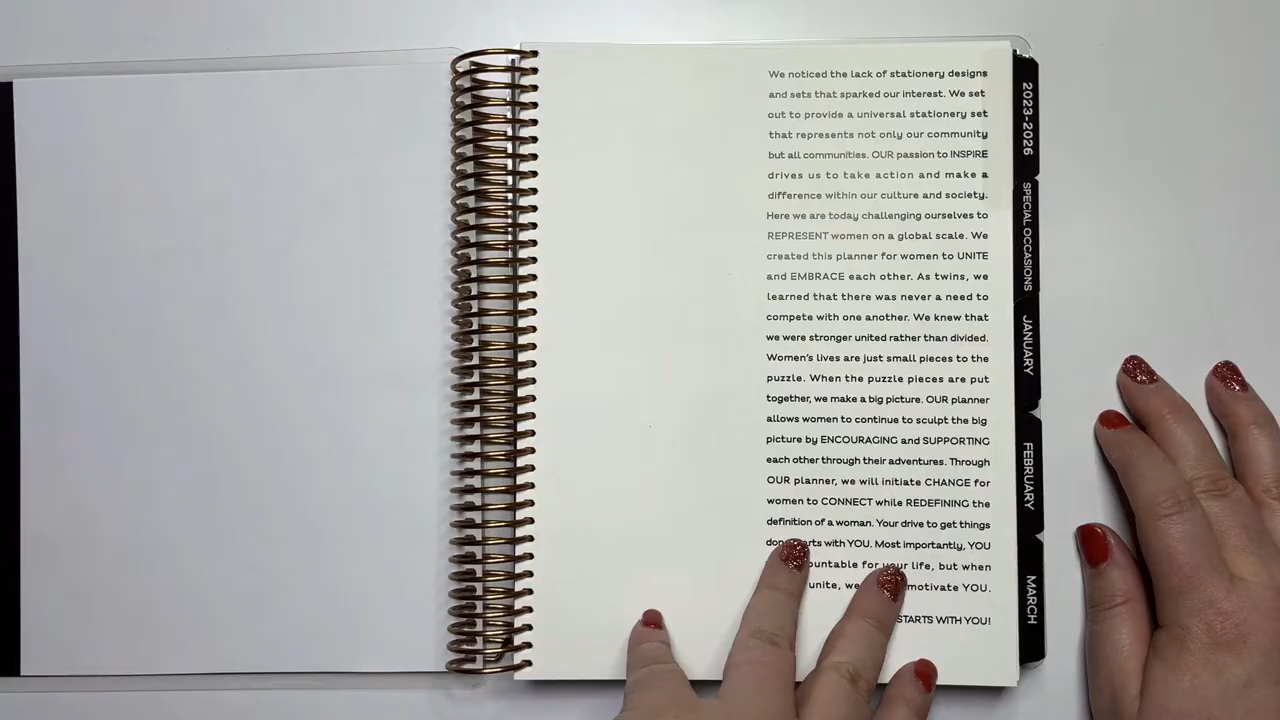 We noticed the lack of stationery designs
and sets that sparked our interest. We set
out to provide a universal stationery set
that represents not only our community
but all communities. OUR passion to INSPIRE
drives us to take action and make a
difference within our culture and society.
Here we are today challenging ourselves to
REPRESENT women on a global scale. We
created this planner for women to UNITE
and EMBRACE each other. As twins, we
learned that there was never a need to
compete with one another. We knew that
we were stronger united rather than divided.
Women's lives are just small pieces to the
puzzle. When the puzzle pieces are put
together, we make a big picture. OUR planner
allows women to continue to sculpt the big
picture by ENCOURAGING and SUPPORTING
each other through their adventures. Through
OUR planner, we will initiate CHANGE for
women to CONNECT while REDEFINING the
definition of a woman. Your drive to get things
with YOU. Most importantly, YOU
for your life, but when
unite, we motivate YOU.
STARTS WITH YOU!
2023-2026
SPECIAL OCCASIONS
JANUARY
FEBRUARY
MARCH